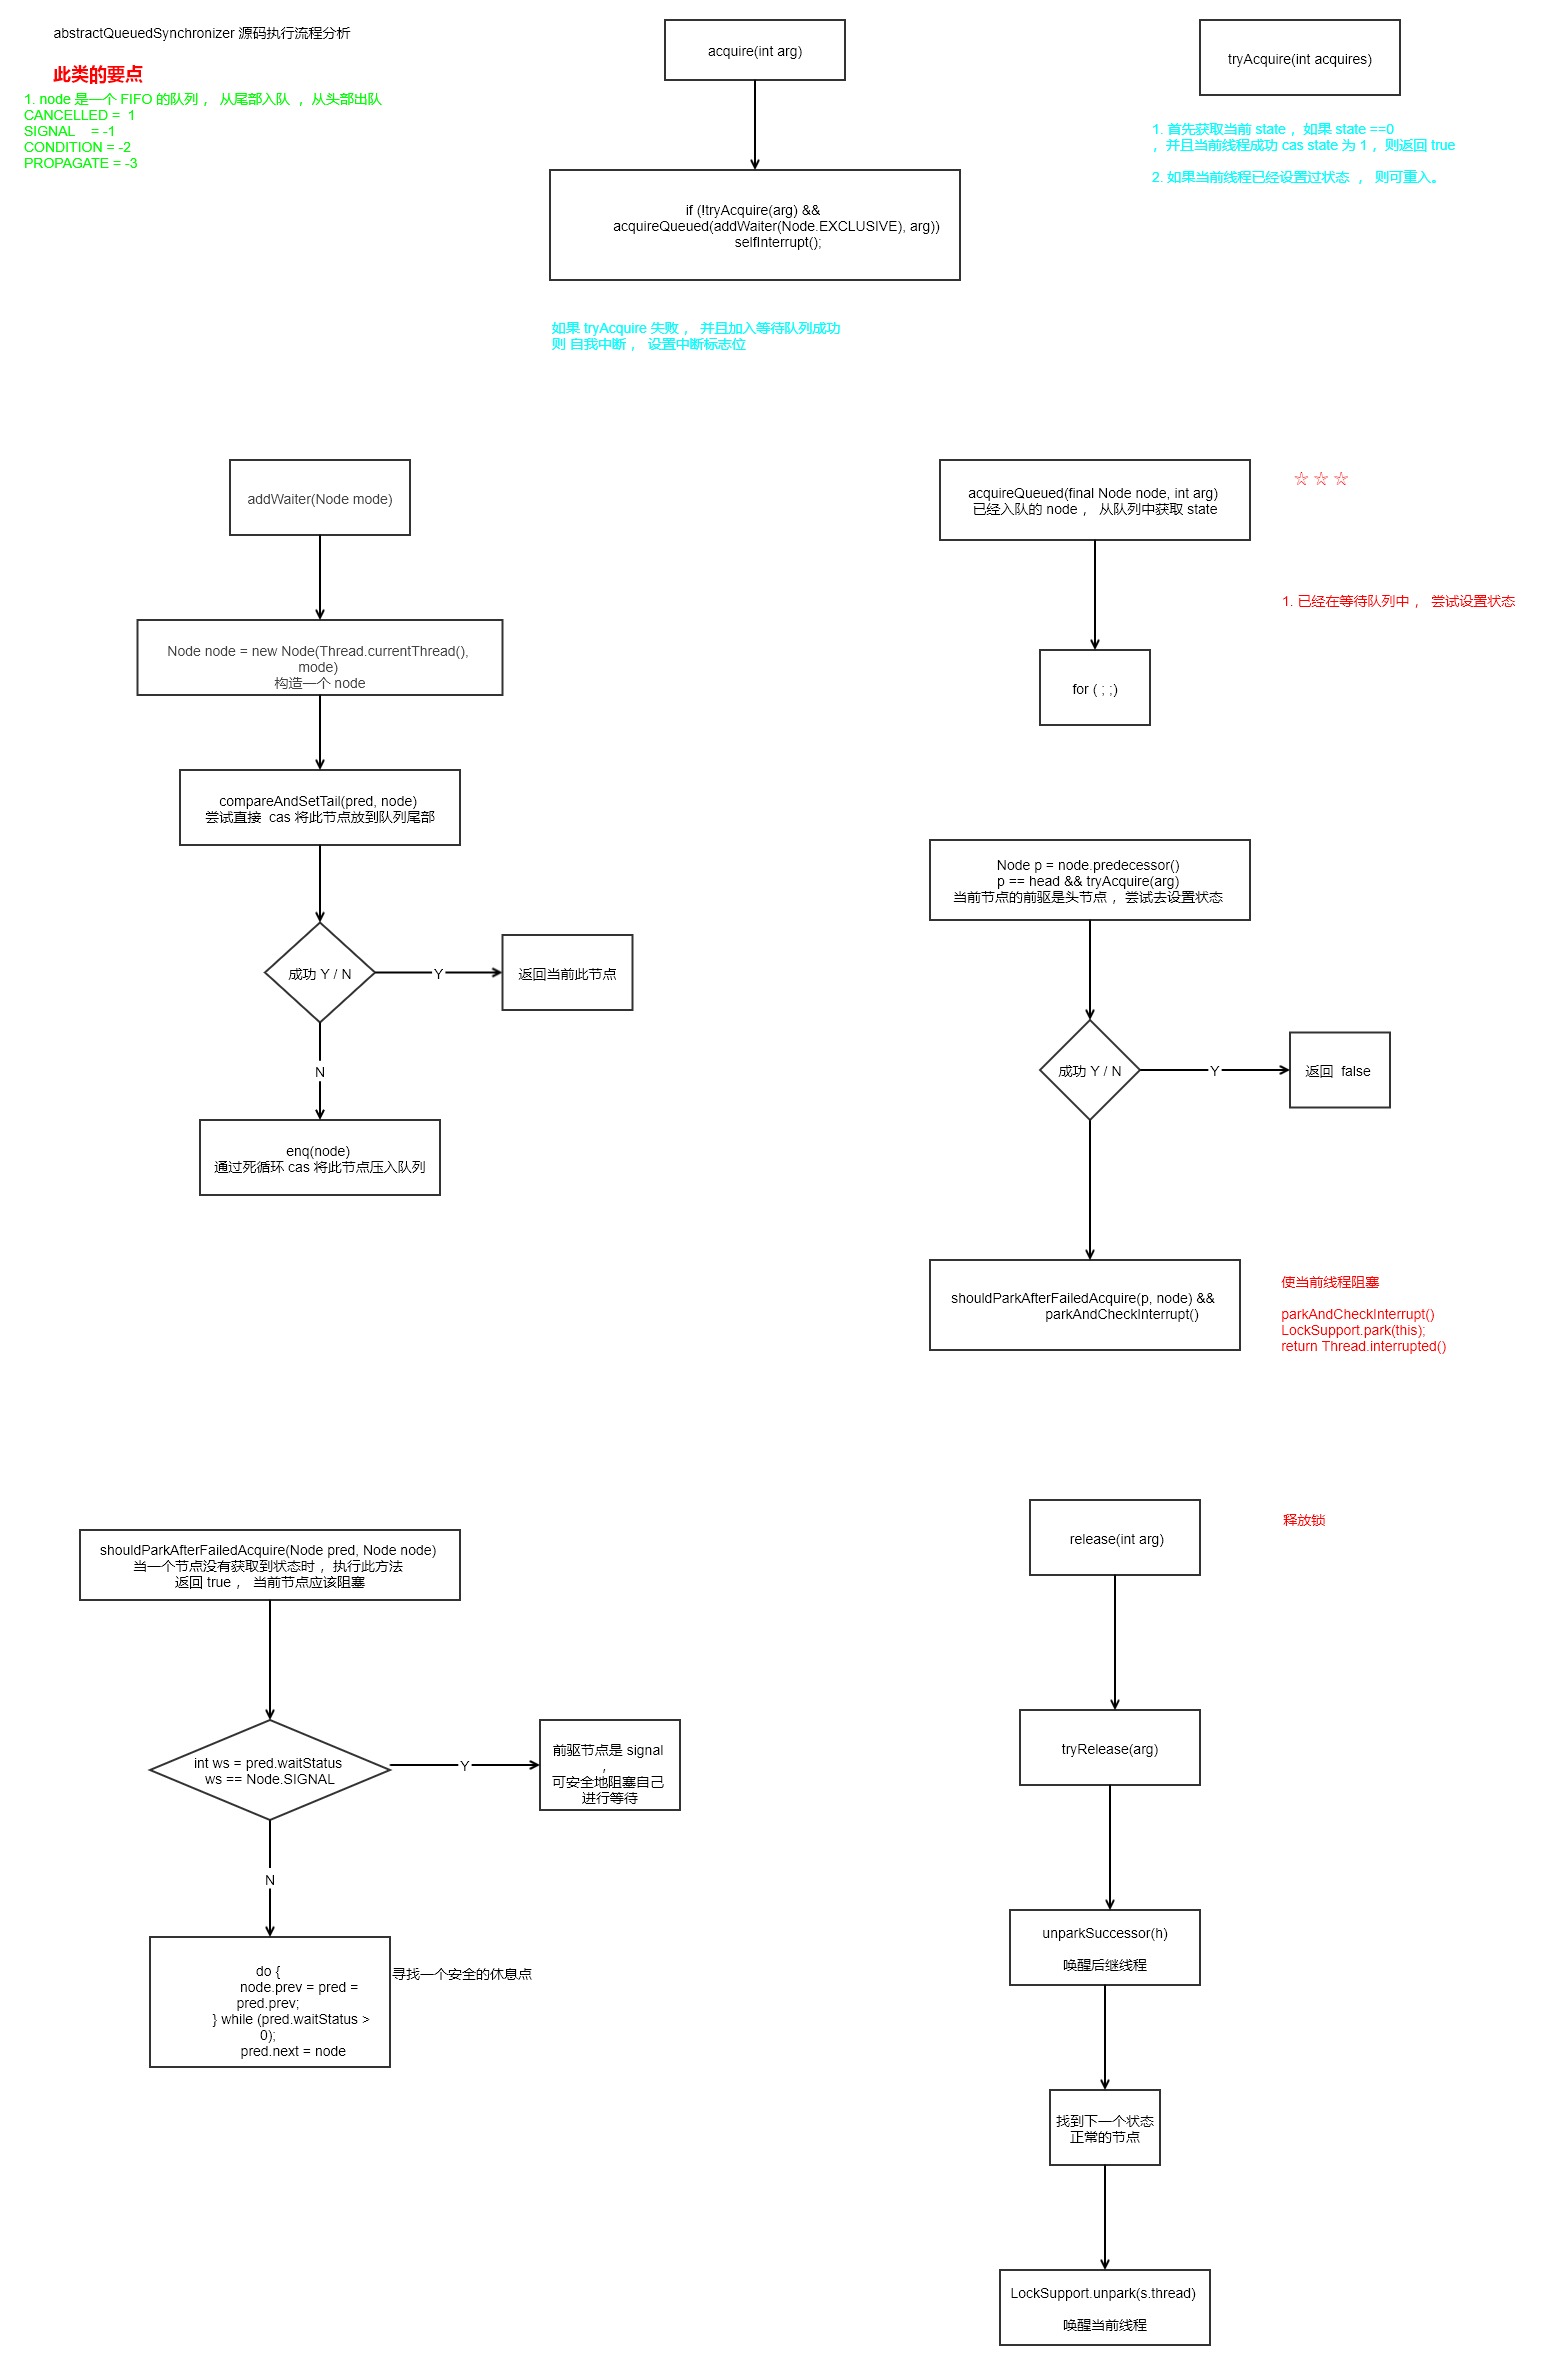 abstractQueuedSynchronizer 源码执行流程分析
此类的要点
1. node 是一个 FIFO 的队列， 从尾部入队 ，从头部出队
CANCELLED = 1
SIGNAL = -1
CONDITION = -2
PROPAGATE = -3
acquire(int arg)
if (!tryAcquire(arg) &&
acquireQueued(addWaiter(Node.EXCLUSIVE), arg))
selfInterrupt();
如果 tryAcquire 失败， 并且加入等待队列成功
则 自我中断， 设置中断标志位
tryAcquire(int acquires)
1. 首先获取当前 state ，如果 state ==0
，并且当前线程成功 cas state 为 1 ，则返回 true
2. 如果当前线程已经设置过状态 ， 则可重入。
addWaiter(Node mode)
Node node = new Node(Thread.currentThread(),
mode)
构造一个 node
compareAndSetTail(pred, node)
尝试直接 cas 将此节点放到队列尾部
成功 Y / N
Y
返回当前此节点
N
enq(node)
通过死循环 cas 将此节点压入队列
acquireQueued(final Node node, int arg)
已经入队的 node ， 从队列中获取 state
☆ ☆ ☆
1. 已经在等待队列中， 尝试设置状态
for ( ; ;)
Node p = node.predecessor()
p == head && tryAcquire(arg)
当前节点的前驱是头节点，尝试去设置状态
成功 Y / N
Y
返回 false
shouldParkAfterFailedAcquire(p, node) &&
parkAndCheckInterrupt()
使当前线程阻塞
parkAndCheckInterrupt()
LockSupport.park(this);
return Thread.interrupted()
shouldParkAfterFailedAcquire(Node pred, Node node)
当一个节点没有获取到状态时，执行此方法
返回 true ， 当前节点应该阻塞
int ws = pred.waitStatus
ws == Node.SIGNAL
Y
前驱节点是 signal
，
可安全地阻塞自己
进行等待
N
do {
node.prev = pred =
pred.prev;
} while (pred.waitStatus >
0);
pred.next = node
寻找一个安全的休息点
release(int arg)
释放锁
tryRelease(arg)
unparkSuccessor(h)
唤醒后继线程
找到下一个状态
正常的节点
LockSupport.unpark(s.thread)
唤醒当前线程